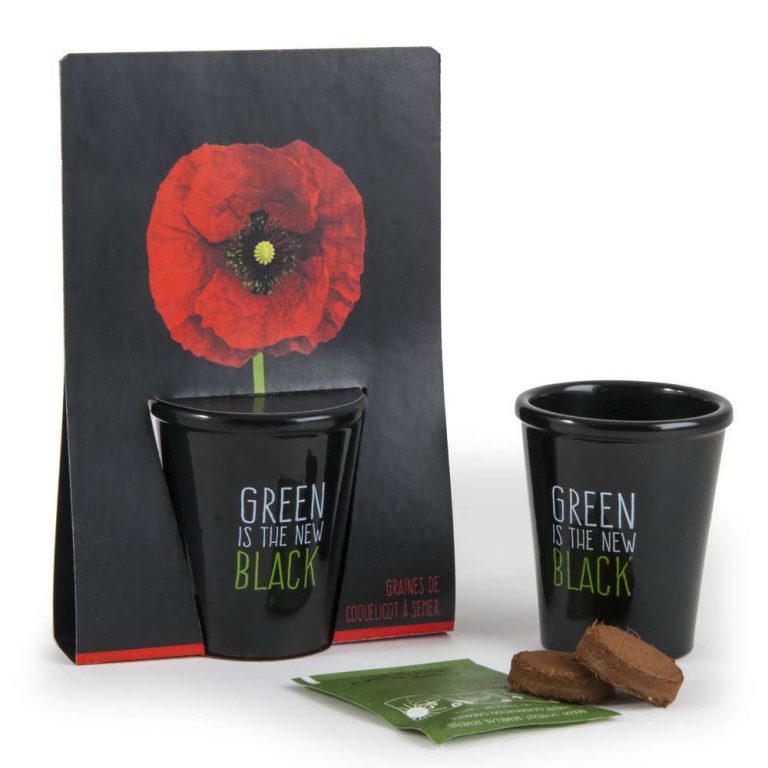 GREEN
IS THE NEW
BLACK
GRAINES DE
COQUELICOT À SEMER
GREEN
IS THE NEW
BLACK